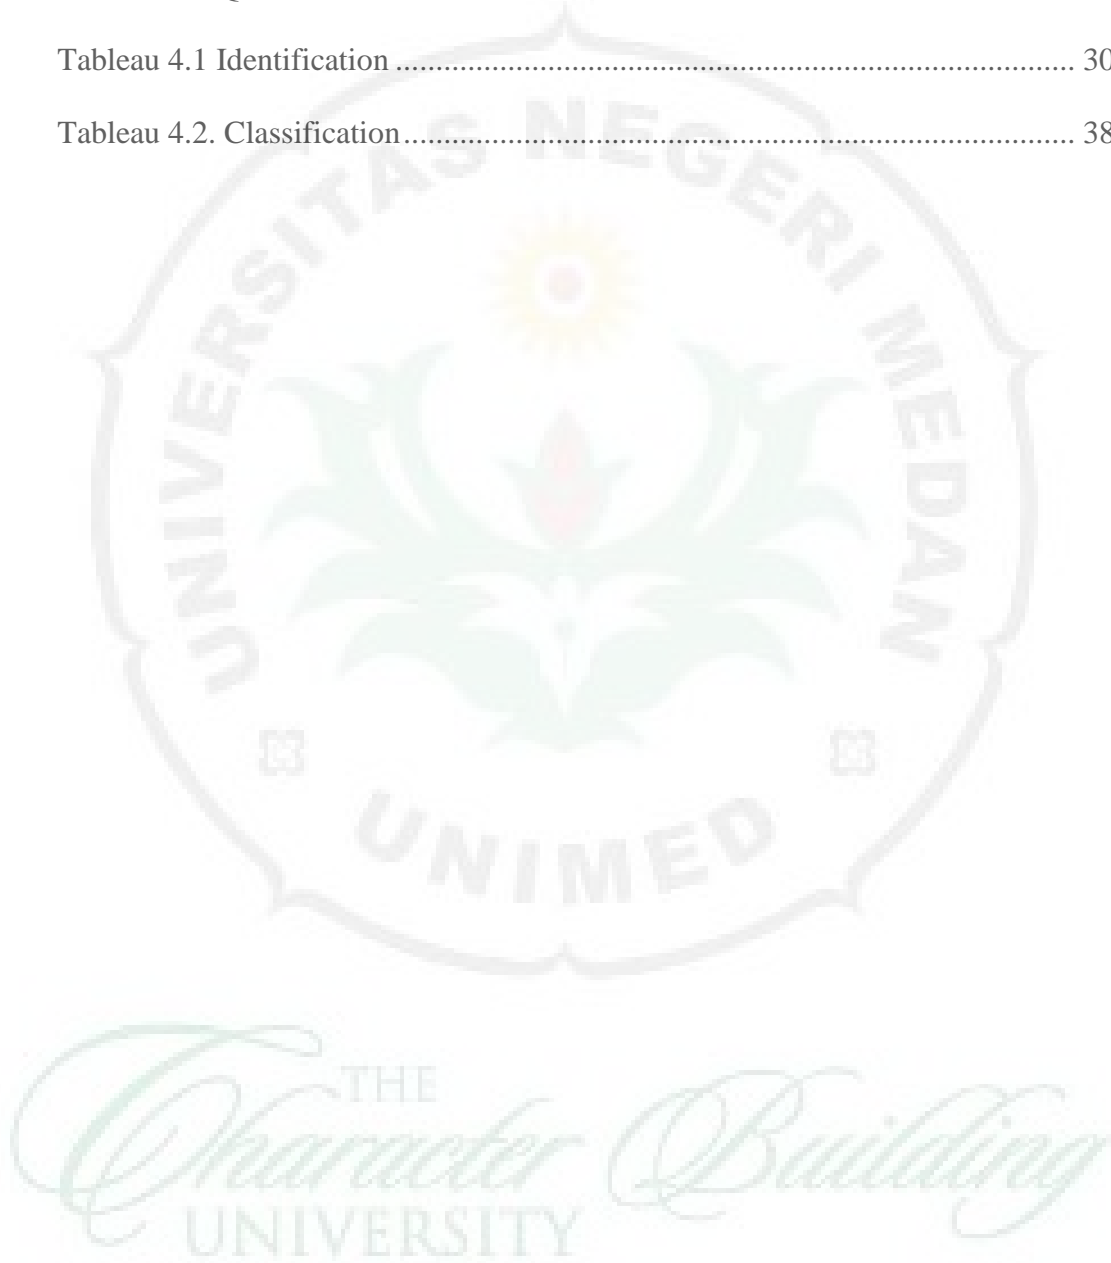 Tableau 4.1 Identification ........................................................................ 30
Tableau 4.2. Classification ....................................................................... 38
UNIVERSITAS NEGERI MEDAN
UNIMED
THE
Character Building
UNIVERSITY